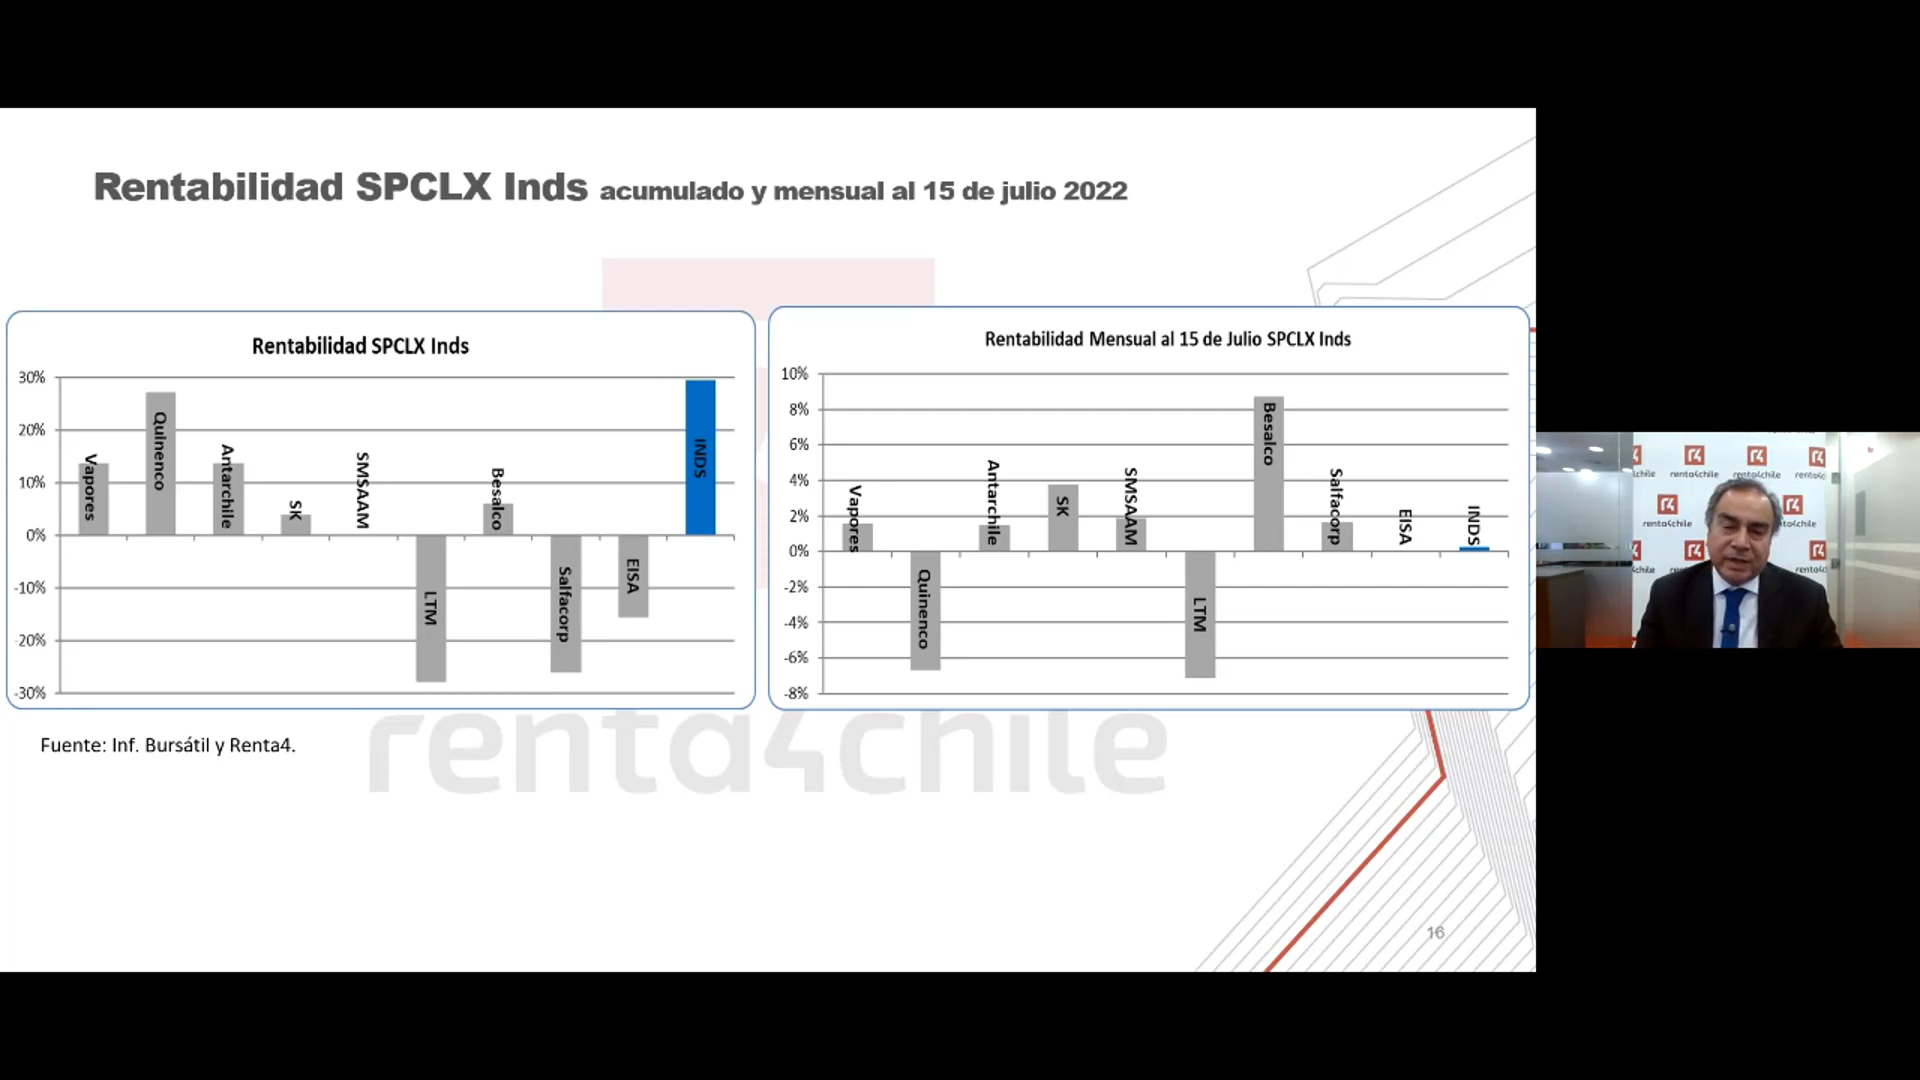 Rentabilidad SPCLX Inds acumulado y mensual al 15 de julio 2022
Rentabilidad SPCLX Inds
30%
20%
10%
0%
-10%
-20%
-30%
Vapores
Quinenco
Antarchile
SK
SMSAAM
LTM
Besalco
Salfacorp
EISA
INDS
Rentabilidad Mensual al 15 de Julio SPCLX Inds
10%
8%
6%
4%
2%
0%
-2%
-4%
-6%
-8%
Vapores
Quinenco
Antarchile
SK
SMSAAM
LTM
Besalco
Salfacorp
EISA
INDS
Fuente: Inf. Bursátil y Renta4.
renta4chile
16
renta4chile
renta4chile
renta4chile